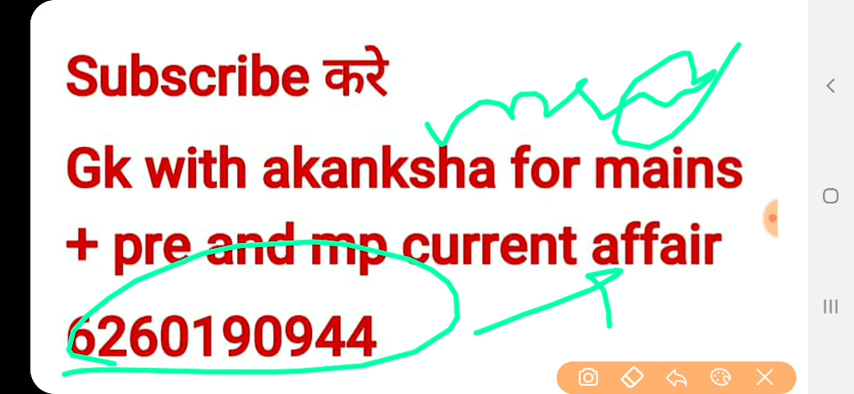 Subscribe करे
Gk with akanksha for mains
+ pre and mp current affair
6260190944